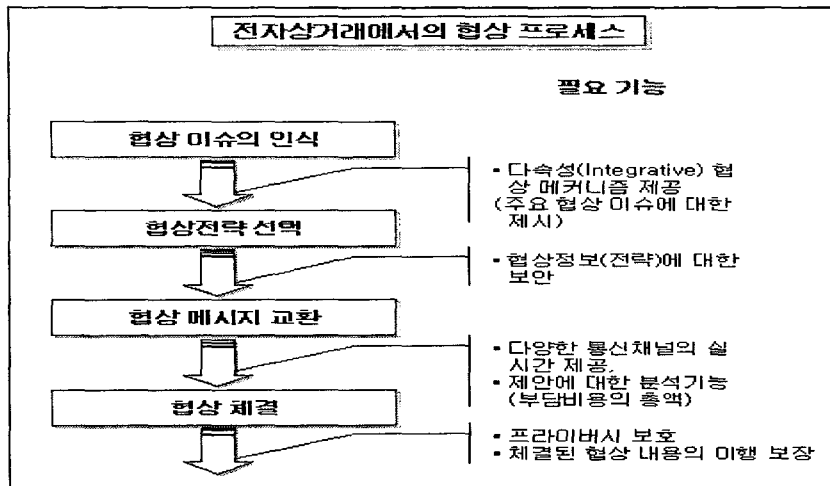 전자상거래에서의 협상 프로세스
필요 기능
협상 이슈의 인식
• 다속성(Integrative) 협
상 메커니즘 제공
(주요 협상 이슈에 대한
제시)
협상전략 선택
• 협상정보(전략)에 대한
보안
협상 메시지 교환
• 다양한 통신채널의 실
시간 제공,
• 제안에 대한 분석기능
(부담비용의 총액)
협상 체결
• 프라이버시 보호
• 체결된 협상 내용의 이행 보장